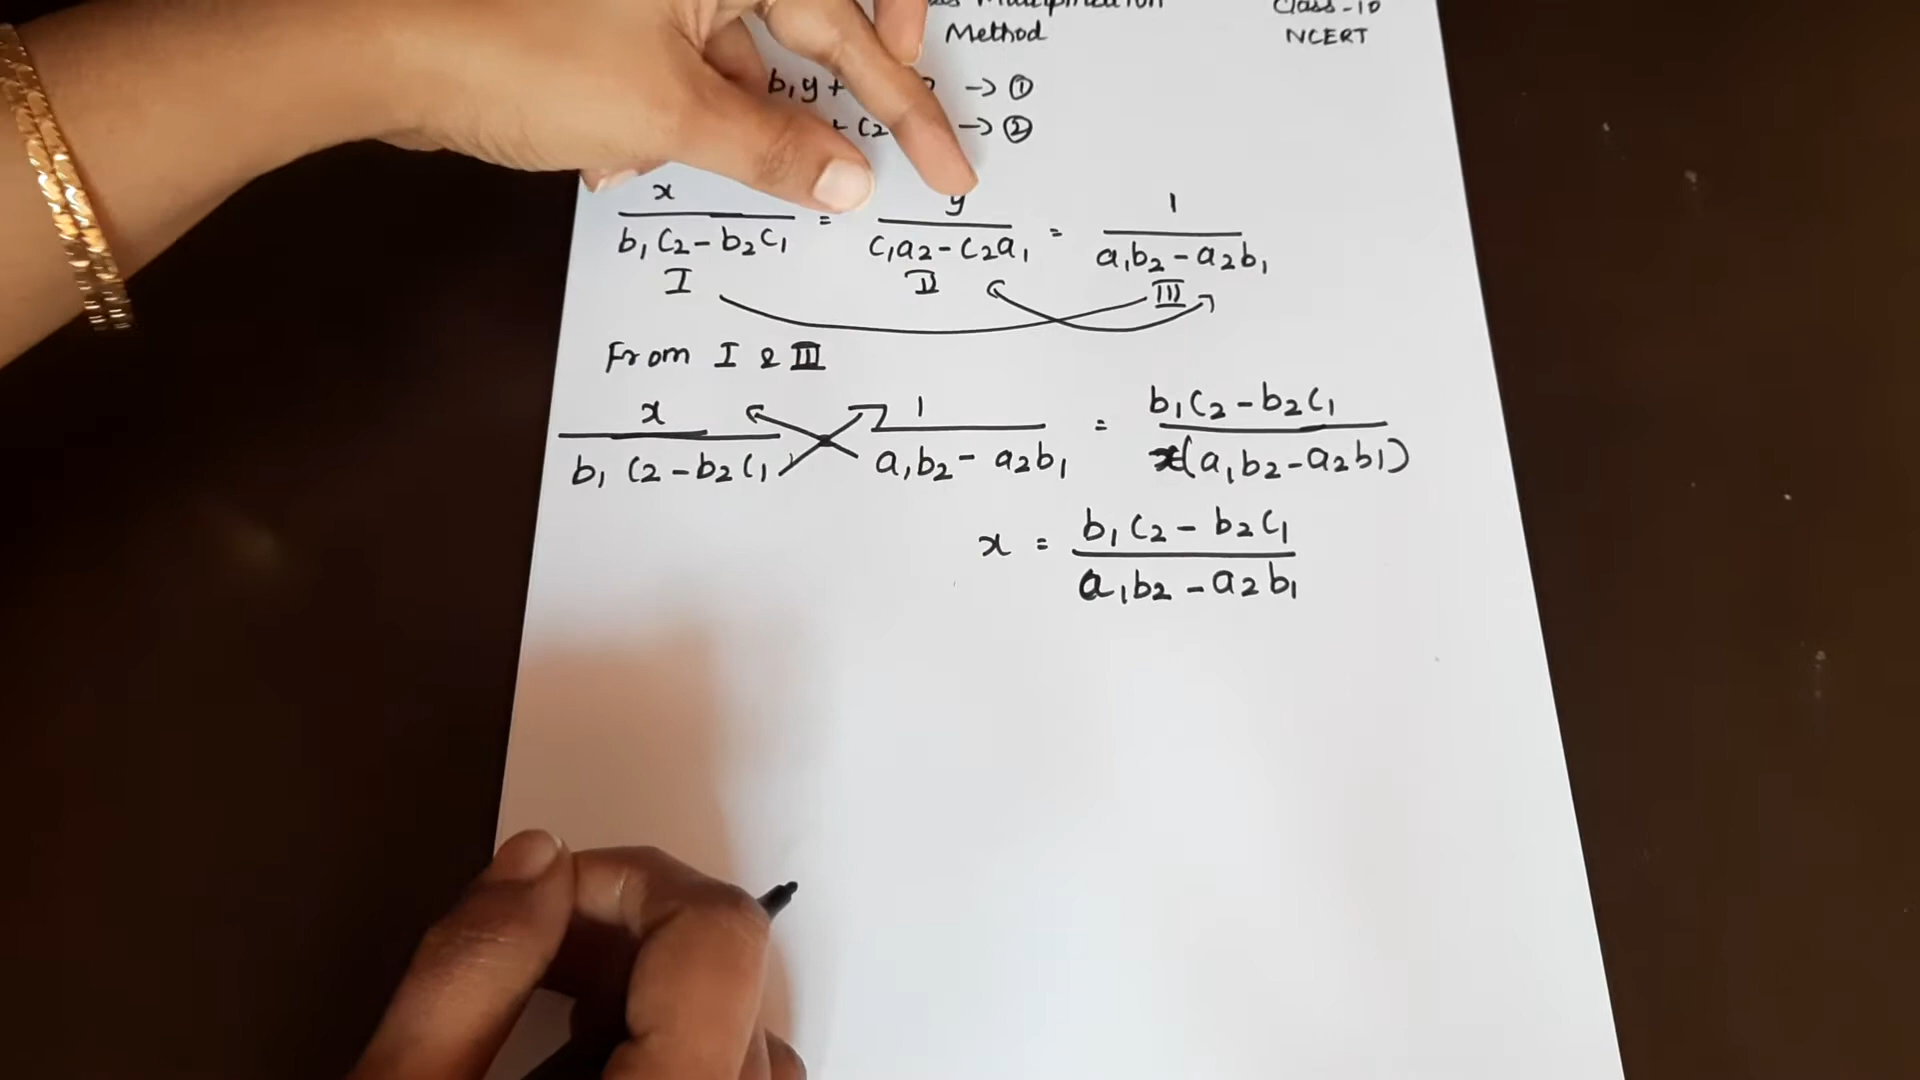 Method
Class-10
NCERT
b₁y + → ①
+ c₂ → ②
x / (b₁c₂ - b₂c₁) = y / (c₁a₂ - c₂a₁) = 1 / (a₁b₂ - a₂b₁)
I II III
From I & III
x / (b₁c₂ - b₂c₁) 1 / (a₁b₂ - a₂b₁) = (b₁c₂ - b₂c₁) / x(a₁b₂ - a₂b₁)
x = (b₁c₂ - b₂c₁) / (a₁b₂ - a₂b₁)